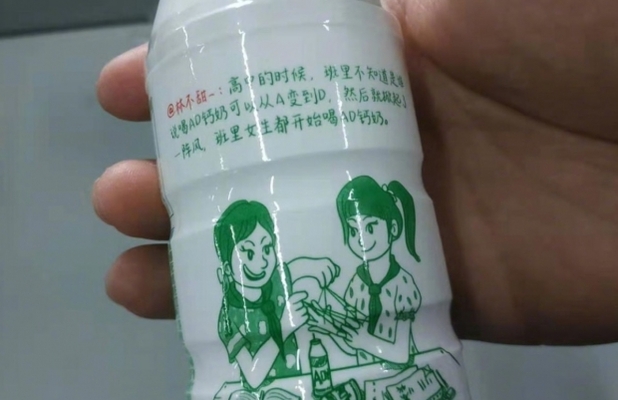 @林不甜一：高中的时候，班里不知道是谁
说喝AD钙奶可以从A变到D，然后就掀起了
一阵风，班里女生都开始喝AD钙奶。
AD